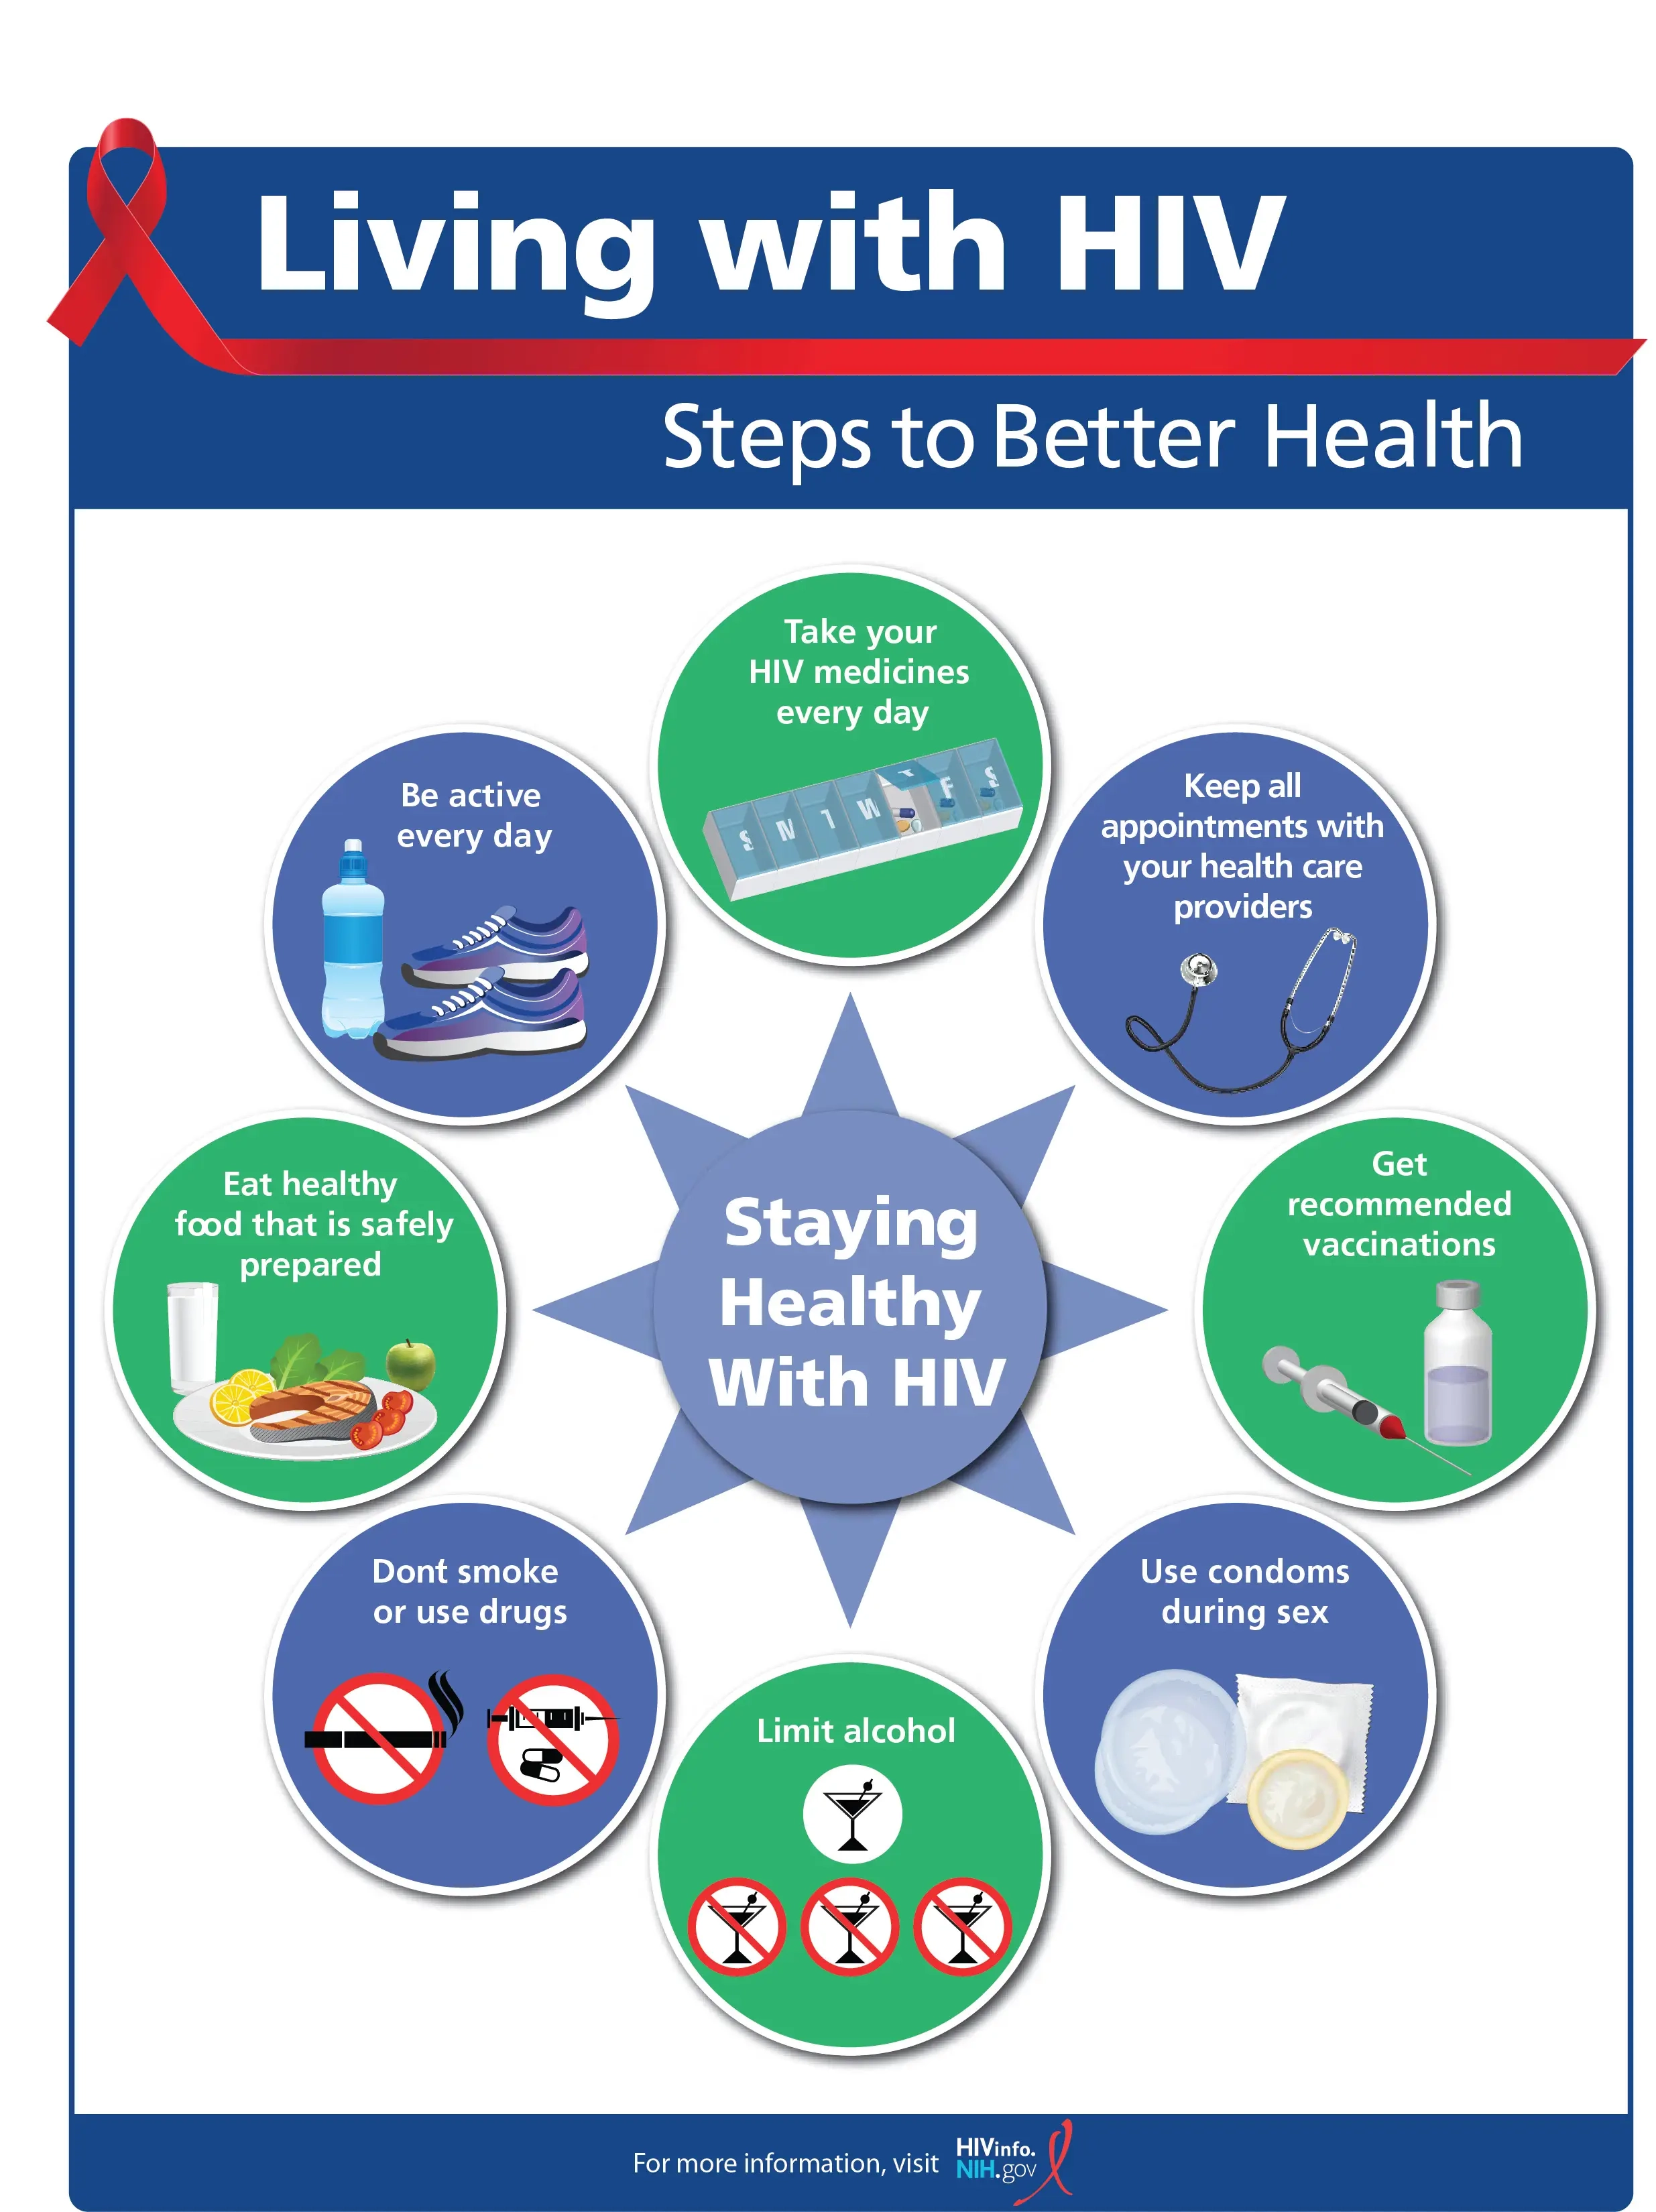 Living with HIV
Steps to Better Health
Take your
HIV medicines
every day
S M T W T F S
Keep all
appointments with
your health care
providers
Get
recommended
vaccinations
Use condoms
during sex
Limit alcohol
Dont smoke
or use drugs
Eat healthy
food that is safely
prepared
Be active
every day
Staying
Healthy
With HIV
For more information, visit
HIVinfo.
NIH.gov